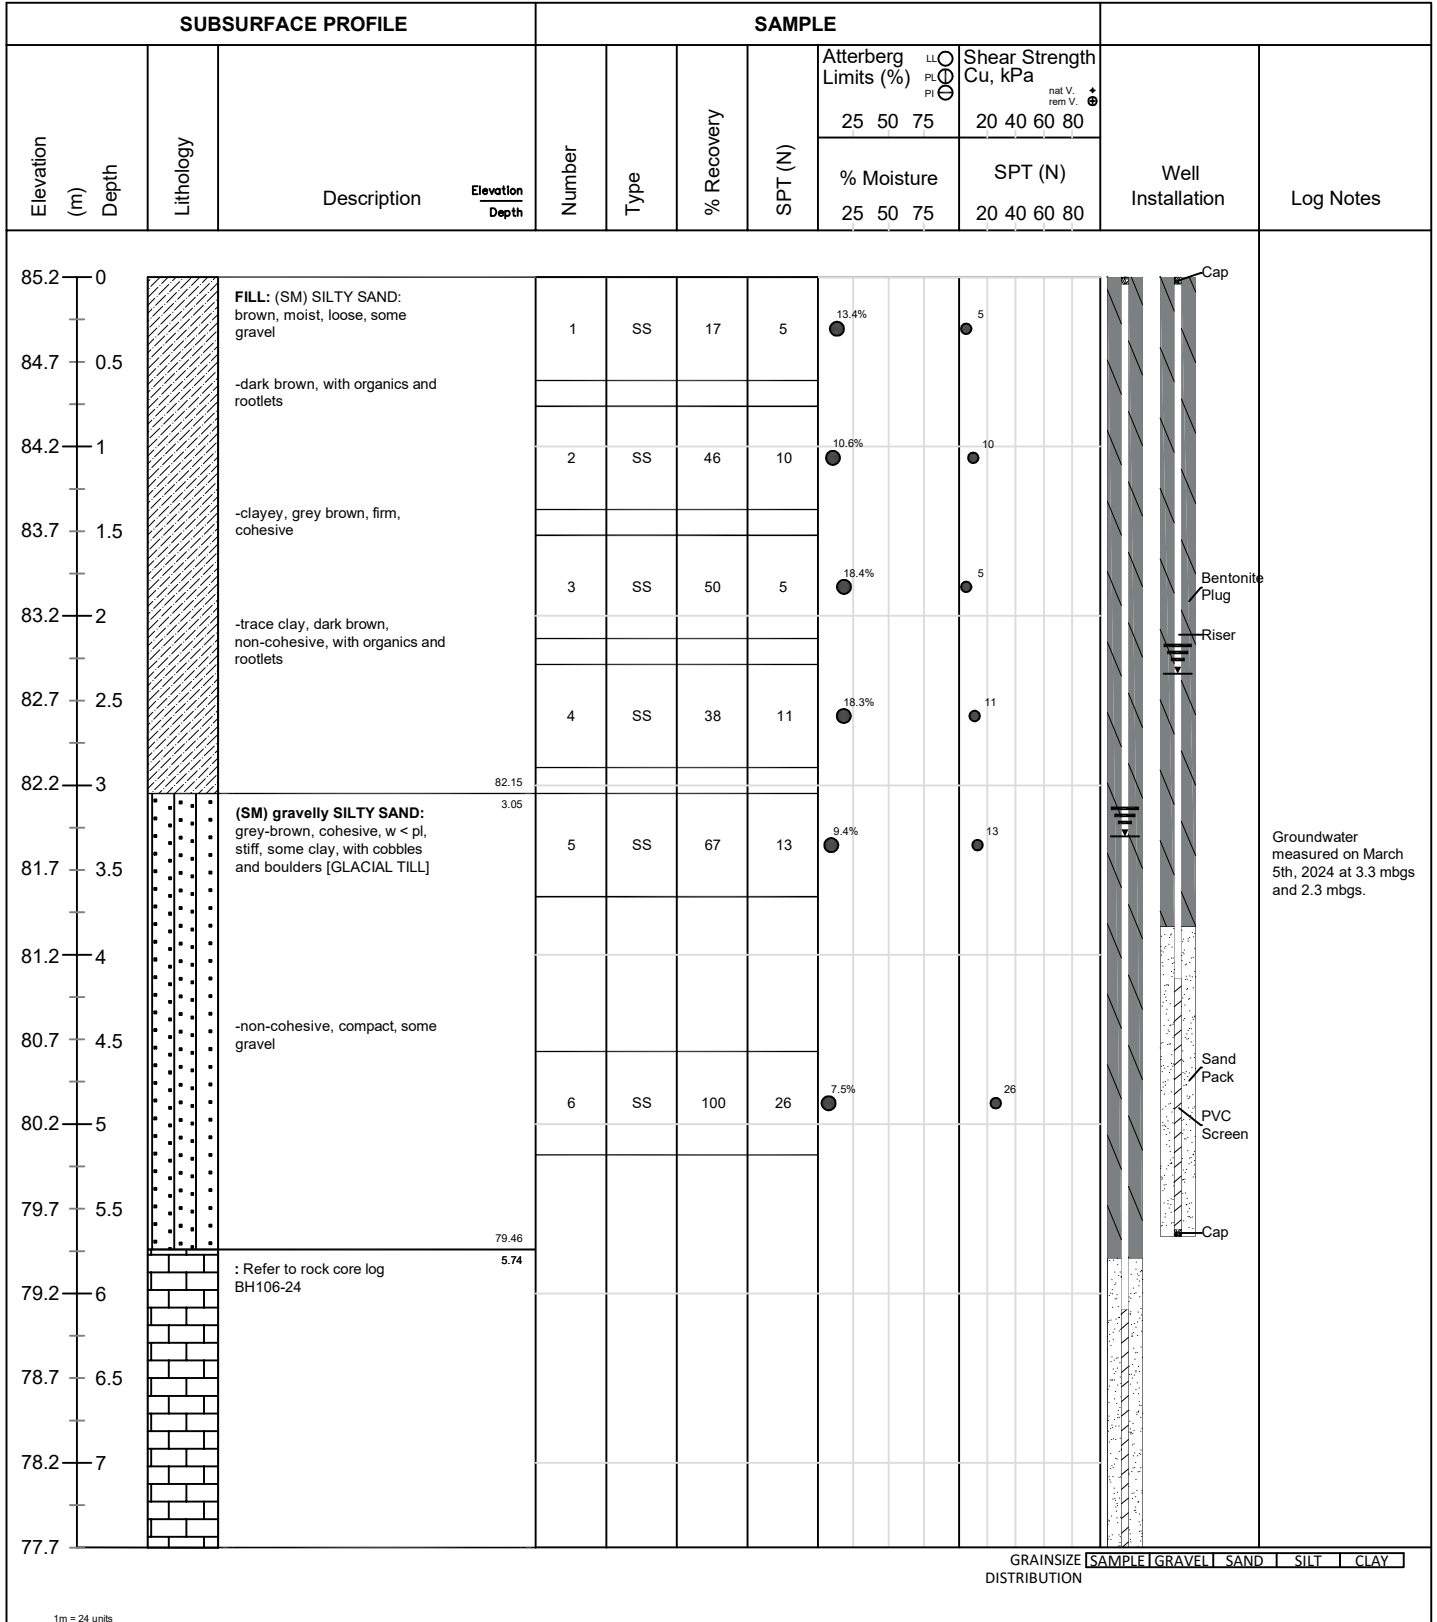 SUBSURFACE PROFILE
SAMPLE
Elevation
(m)
Depth
Lithology
Description
Elevation
Depth
Number
Type
% Recovery
SPT (N)
Atterberg
Limits (%)
LL
PL
PI
25 50 75
% Moisture
25 50 75
Shear Strength
Cu, kPa
nat V.
rem V.
20 40 60 80
SPT (N)
20 40 60 80
Well
Installation
Log Notes
85.2 0
FILL: (SM) SILTY SAND:
brown, moist, loose, some
gravel
1 SS 17 5 13.4% 5
Cap
84.7 0.5
-dark brown, with organics and
rootlets
84.2 1
2 SS 46 10 10.6% 10
-clayey, grey brown, firm,
cohesive
83.7 1.5
3 SS 50 5 18.4% 5
Bentonite
Plug
83.2 2
-trace clay, dark brown,
non-cohesive, with organics and
rootlets
Riser
82.7 2.5
4 SS 38 11 18.3% 11
82.2 3
82.15
3.05
(SM) gravelly SILTY SAND:
grey-brown, cohesive, w < pl,
stiff, some clay, with cobbles
and boulders [GLACIAL TILL]
5 SS 67 13 9.4% 13
Groundwater
measured on March
5th, 2024 at 3.3 mbgs
and 2.3 mbgs.
81.7 3.5
81.2 4
-non-cohesive, compact, some
gravel
80.7 4.5
Sand
Pack
6 SS 100 26 7.5% 26
PVC
Screen
80.2 5
79.7 5.5
79.46
Cap
5.74
: Refer to rock core log
BH106-24
79.2 6
78.7 6.5
78.2 7
77.7
GRAINSIZE
DISTRIBUTION
SAMPLE GRAVEL SAND SILT CLAY
1m = 24 units